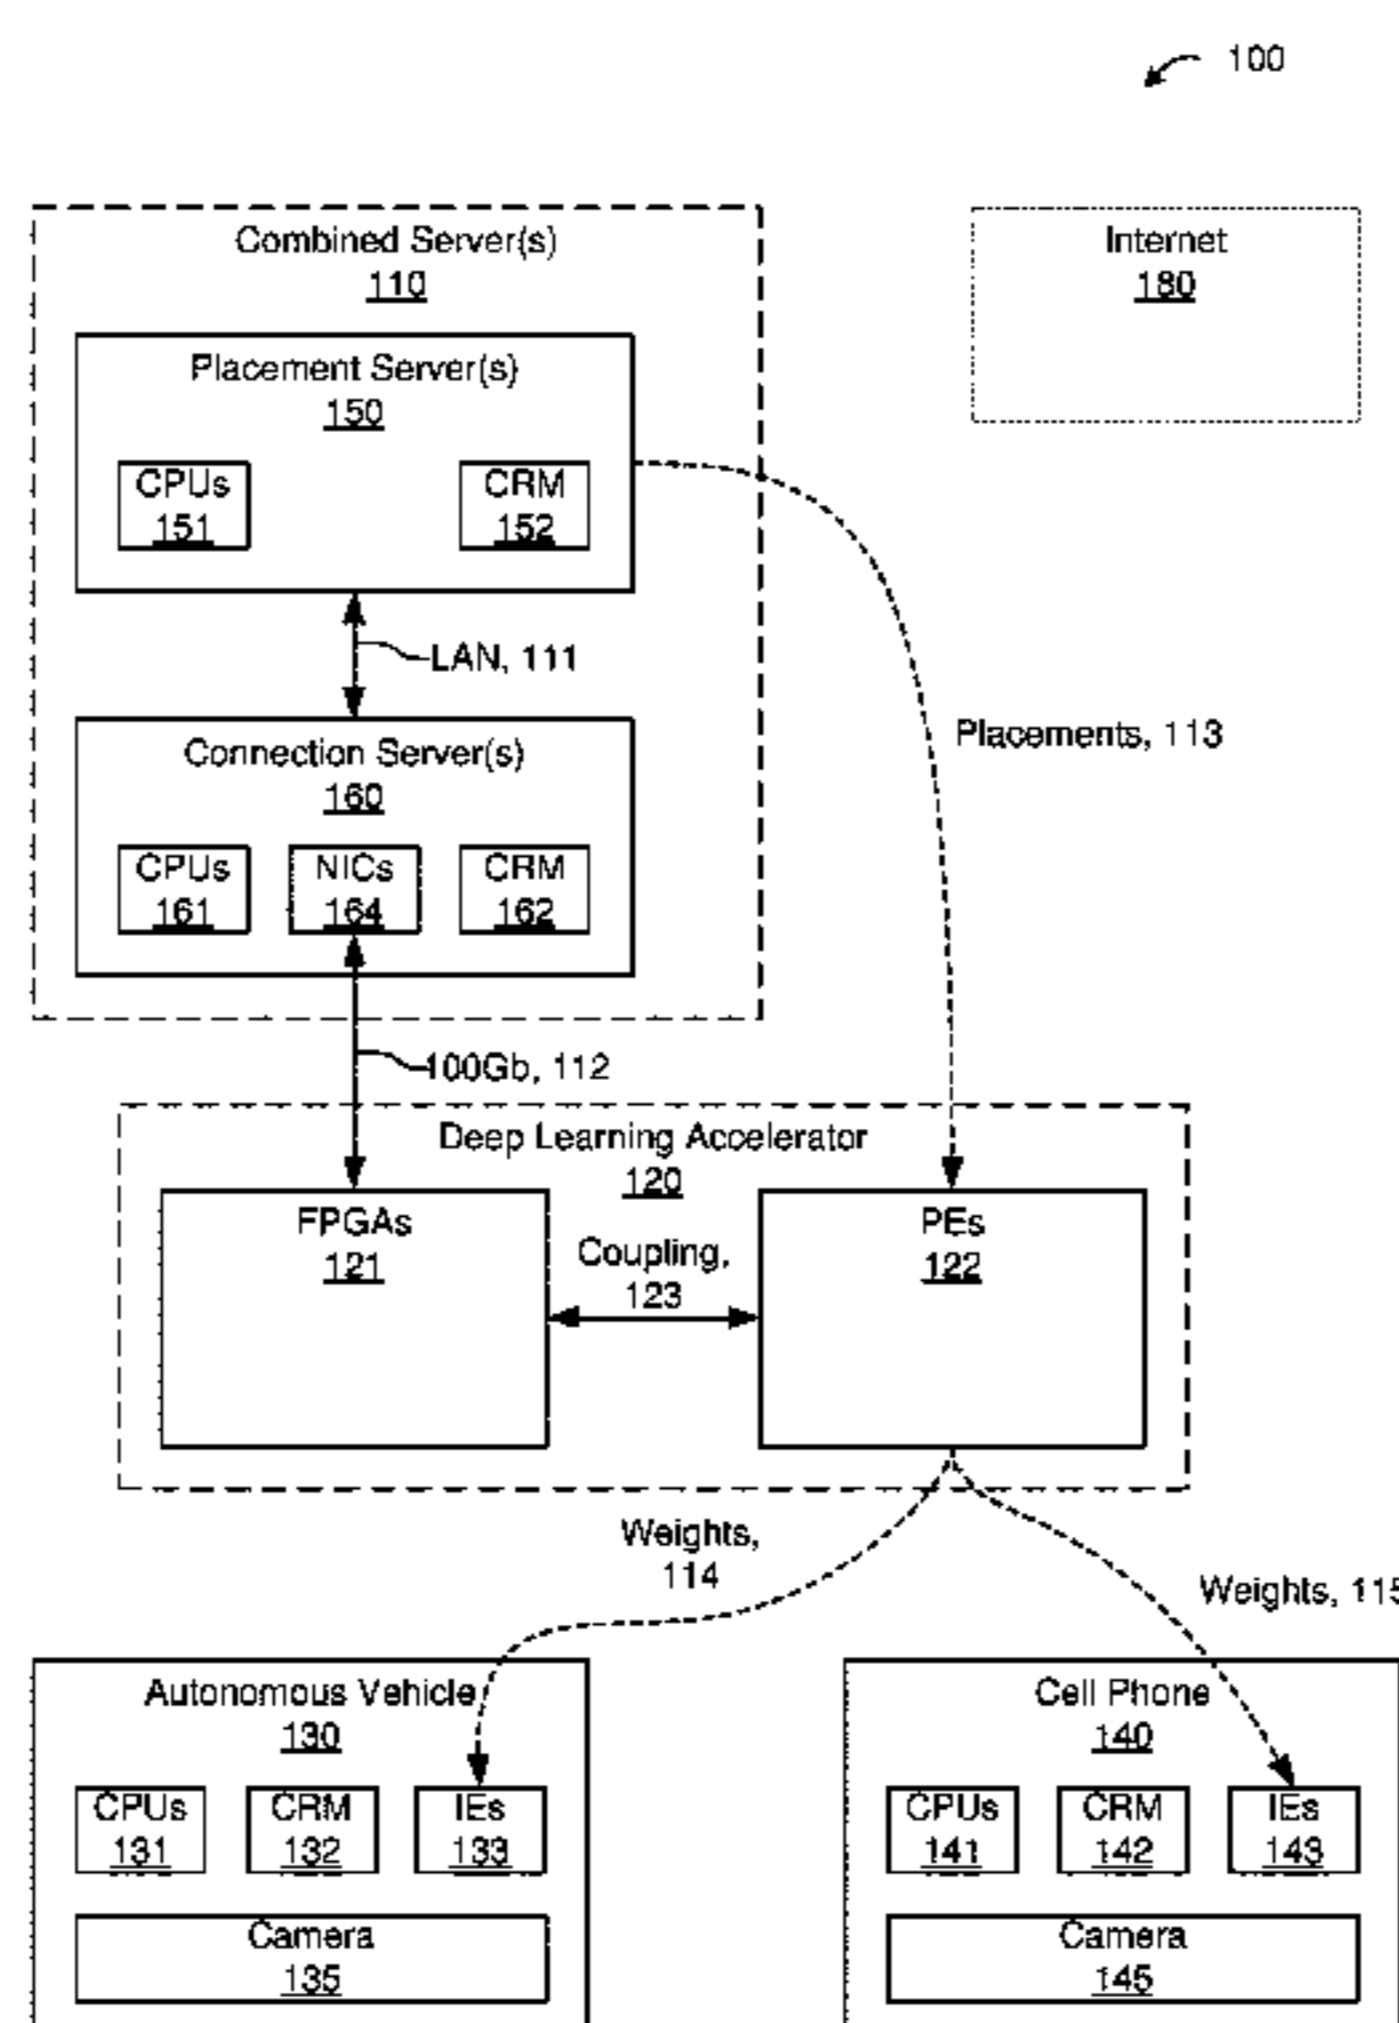 100
Combined Server(s)
110
Internet
180
Placement Server(s)
150
CPUs
151
CRM
152
LAN, 111
Placements, 113
Connection Server(s)
160
CPUs
161
NICs
164
CRM
162
100Gb, 112
Deep Learning Accelerator
120
FPGAs
121
Coupling,
123
PEs
122
Weights,
114
Weights, 115
Autonomous Vehicle
130
CPUs
131
CRM
132
IEs
133
Camera
135
Cell Phone
140
CPUs
141
CRM
142
IEs
143
Camera
145